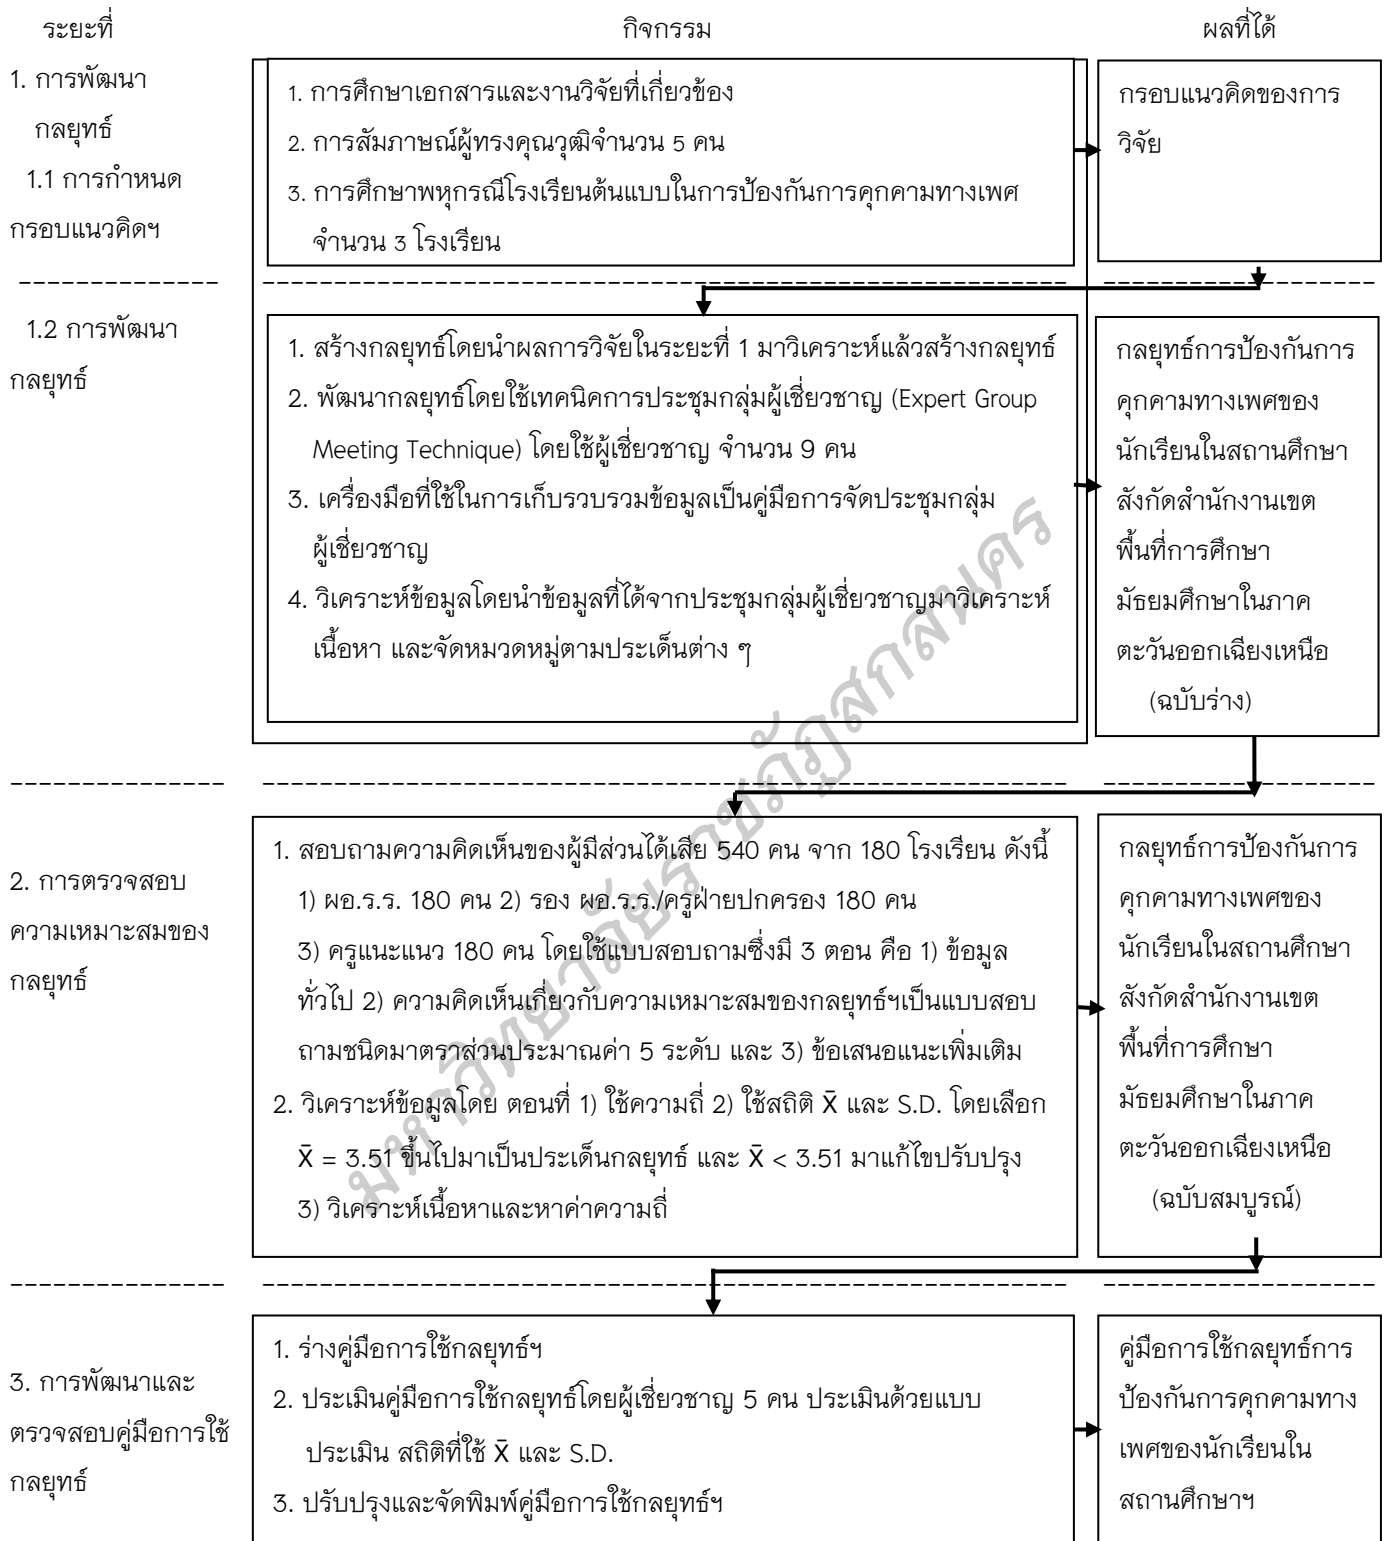 ระยะที่ กิจกรรม ผลที่ได้
1. การพัฒนา
กลยุทธ์
1.1 การกำหนด
กรอบแนวคิดฯ
1. การศึกษาเอกสารและงานวิจัยที่เกี่ยวข้อง
2. การสัมภาษณ์ผู้ทรงคุณวุฒิจำนวน 5 คน
3. การศึกษาพหุกรณีโรงเรียนต้นแบบในการป้องกันการคุกคามทางเพศ
จำนวน 3 โรงเรียน
กรอบแนวคิดของการ
วิจัย
1.2 การพัฒนา
กลยุทธ์
1. สร้างกลยุทธ์โดยนำผลการวิจัยในระยะที่ 1 มาวิเคราะห์แล้วสร้างกลยุทธ์
2. พัฒนากลยุทธ์โดยใช้เทคนิคการประชุมกลุ่มผู้เชี่ยวชาญ (Expert Group
Meeting Technique) โดยใช้ผู้เชี่ยวชาญ จำนวน 9 คน
3. เครื่องมือที่ใช้ในการเก็บรวบรวมข้อมูลเป็นคู่มือการจัดประชุมกลุ่ม
ผู้เชี่ยวชาญ
4. วิเคราะห์ข้อมูลโดยนำข้อมูลที่ได้จากประชุมกลุ่มผู้เชี่ยวชาญมาวิเคราะห์
เนื้อหา และจัดหมวดหมู่ตามประเด็นต่าง ๆ
กลยุทธ์การป้องกันการ
คุกคามทางเพศของ
นักเรียนในสถานศึกษา
สังกัดสำนักงานเขต
พื้นที่การศึกษา
มัธยมศึกษาในภาค
ตะวันออกเฉียงเหนือ
(ฉบับร่าง)
2. การตรวจสอบ
ความเหมาะสมของ
กลยุทธ์
1. สอบถามความคิดเห็นของผู้มีส่วนได้เสีย 540 คน จาก 180 โรงเรียน ดังนี้
1) ผอ.ร.ร. 180 คน 2) รอง ผอ.ร.ร./ครูฝ่ายปกครอง 180 คน
3) ครูแนะแนว 180 คน โดยใช้แบบสอบถามซึ่งมี 3 ตอน คือ 1) ข้อมูล
ทั่วไป 2) ความคิดเห็นเกี่ยวกับความเหมาะสมของกลยุทธ์ฯเป็นแบบสอบ
ถามชนิดมาตราส่วนประมาณค่า 5 ระดับ และ 3) ข้อเสนอแนะเพิ่มเติม
2. วิเคราะห์ข้อมูลโดย ตอนที่ 1) ใช้ความถี่ 2) ใช้สถิติ X̄ และ S.D. โดยเลือก
X̄ = 3.51 ขึ้นไปมาเป็นประเด็นกลยุทธ์ และ X̄ < 3.51 มาแก้ไขปรับปรุง
3) วิเคราะห์เนื้อหาและหาค่าความถี่
กลยุทธ์การป้องกันการ
คุกคามทางเพศของ
นักเรียนในสถานศึกษา
สังกัดสำนักงานเขต
พื้นที่การศึกษา
มัธยมศึกษาในภาค
ตะวันออกเฉียงเหนือ
(ฉบับสมบูรณ์)
3. การพัฒนาและ
ตรวจสอบคู่มือการใช้
กลยุทธ์
1. ร่างคู่มือการใช้กลยุทธ์ฯ
2. ประเมินคู่มือการใช้กลยุทธ์โดยผู้เชี่ยวชาญ 5 คน ประเมินด้วยแบบ
ประเมิน สถิติที่ใช้ X̄ และ S.D.
3. ปรับปรุงและจัดพิมพ์คู่มือการใช้กลยุทธ์ฯ
คู่มือการใช้กลยุทธ์การ
ป้องกันการคุกคามทาง
เพศของนักเรียนใน
สถานศึกษาฯ
มหาวิทยาลัยราชภัฏสกลนคร